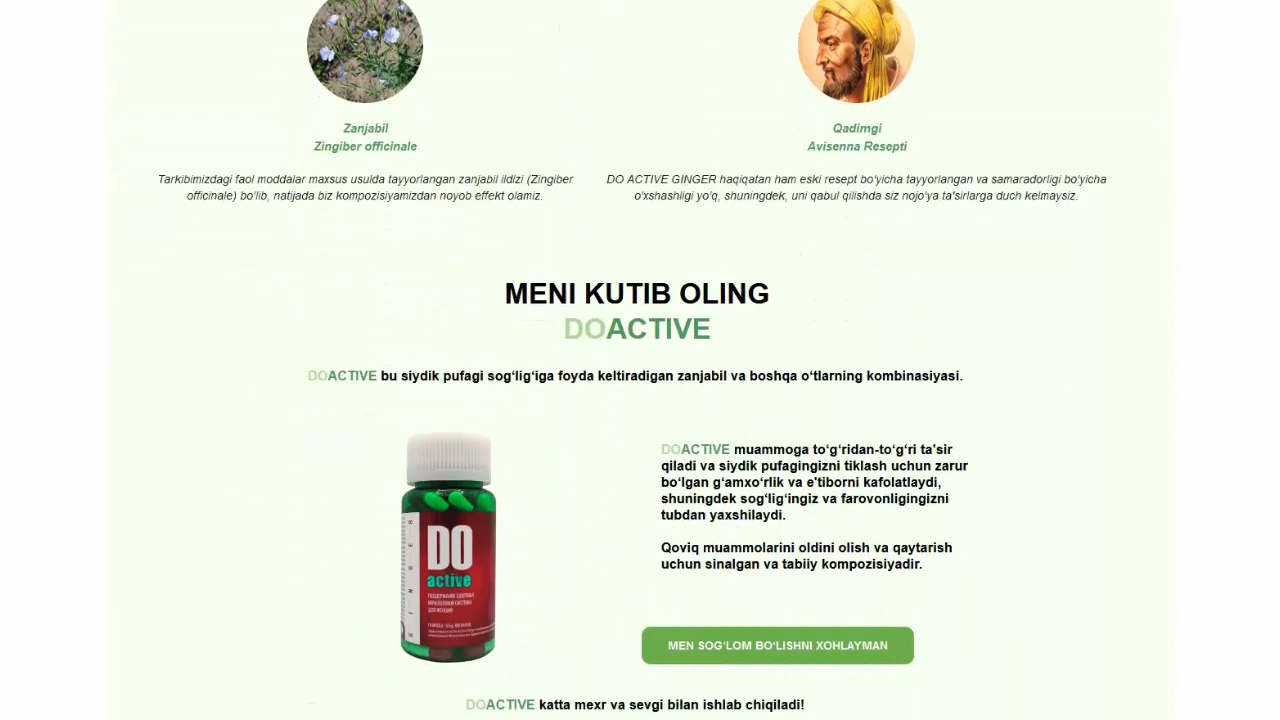 Zanjabil
Zingiber officinale
Tarkibimizdagi faol moddalar maxsus usulda tayyorlangan zanjabil ildizi (Zingiber
officinale) bo'lib, natijada biz kompozisiyamizdan noyob effekt olamiz.
Qadimgi
Avisenna Resepti
DO ACTIVE GINGER haqiqatan ham eski resept bo'yicha tayyorlangan va samaradorligi bo'yicha
o'xshashligi yo'q, shuningdek, uni qabul qilishda siz nojo'ya ta'sirlarga duch kelmaysiz.
MENI KUTIB OLING
DOACTIVE
DOACTIVE bu siydik pufagi sog‘lig‘iga foyda keltiradigan zanjabil va boshqa o‘tlarning kombinasiyasi.
DO
active
DOACTIVE muammoga to‘g‘ridan-to‘g‘ri ta'sir
qiladi va siydik pufagingizni tiklash uchun zarur
bo‘lgan g‘amxo‘rlik va e'tiborni kafolatlaydi,
shuningdek sog‘lig‘ingiz va farovonligingizni
tubdan yaxshilaydi.
Qoviq muammolarini oldini olish va qaytarish
uchun sinalgan va tabiiy kompozisiyadir.
MEN SOG‘LOM BO‘LISHNI XOHLAYMAN
DOACTIVE katta mexr va sevgi bilan ishlab chiqiladi!